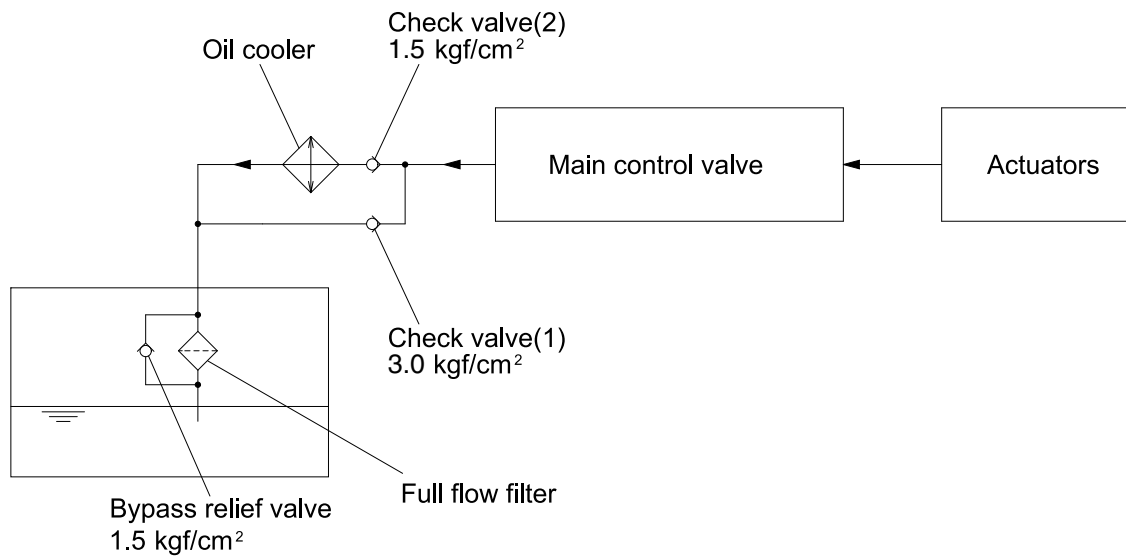 Check valve(2)
1.5 kgf/cm²
Oil cooler
Main control valve
Actuators
Check valve(1)
3.0 kgf/cm²
Full flow filter
Bypass relief valve
1.5 kgf/cm²